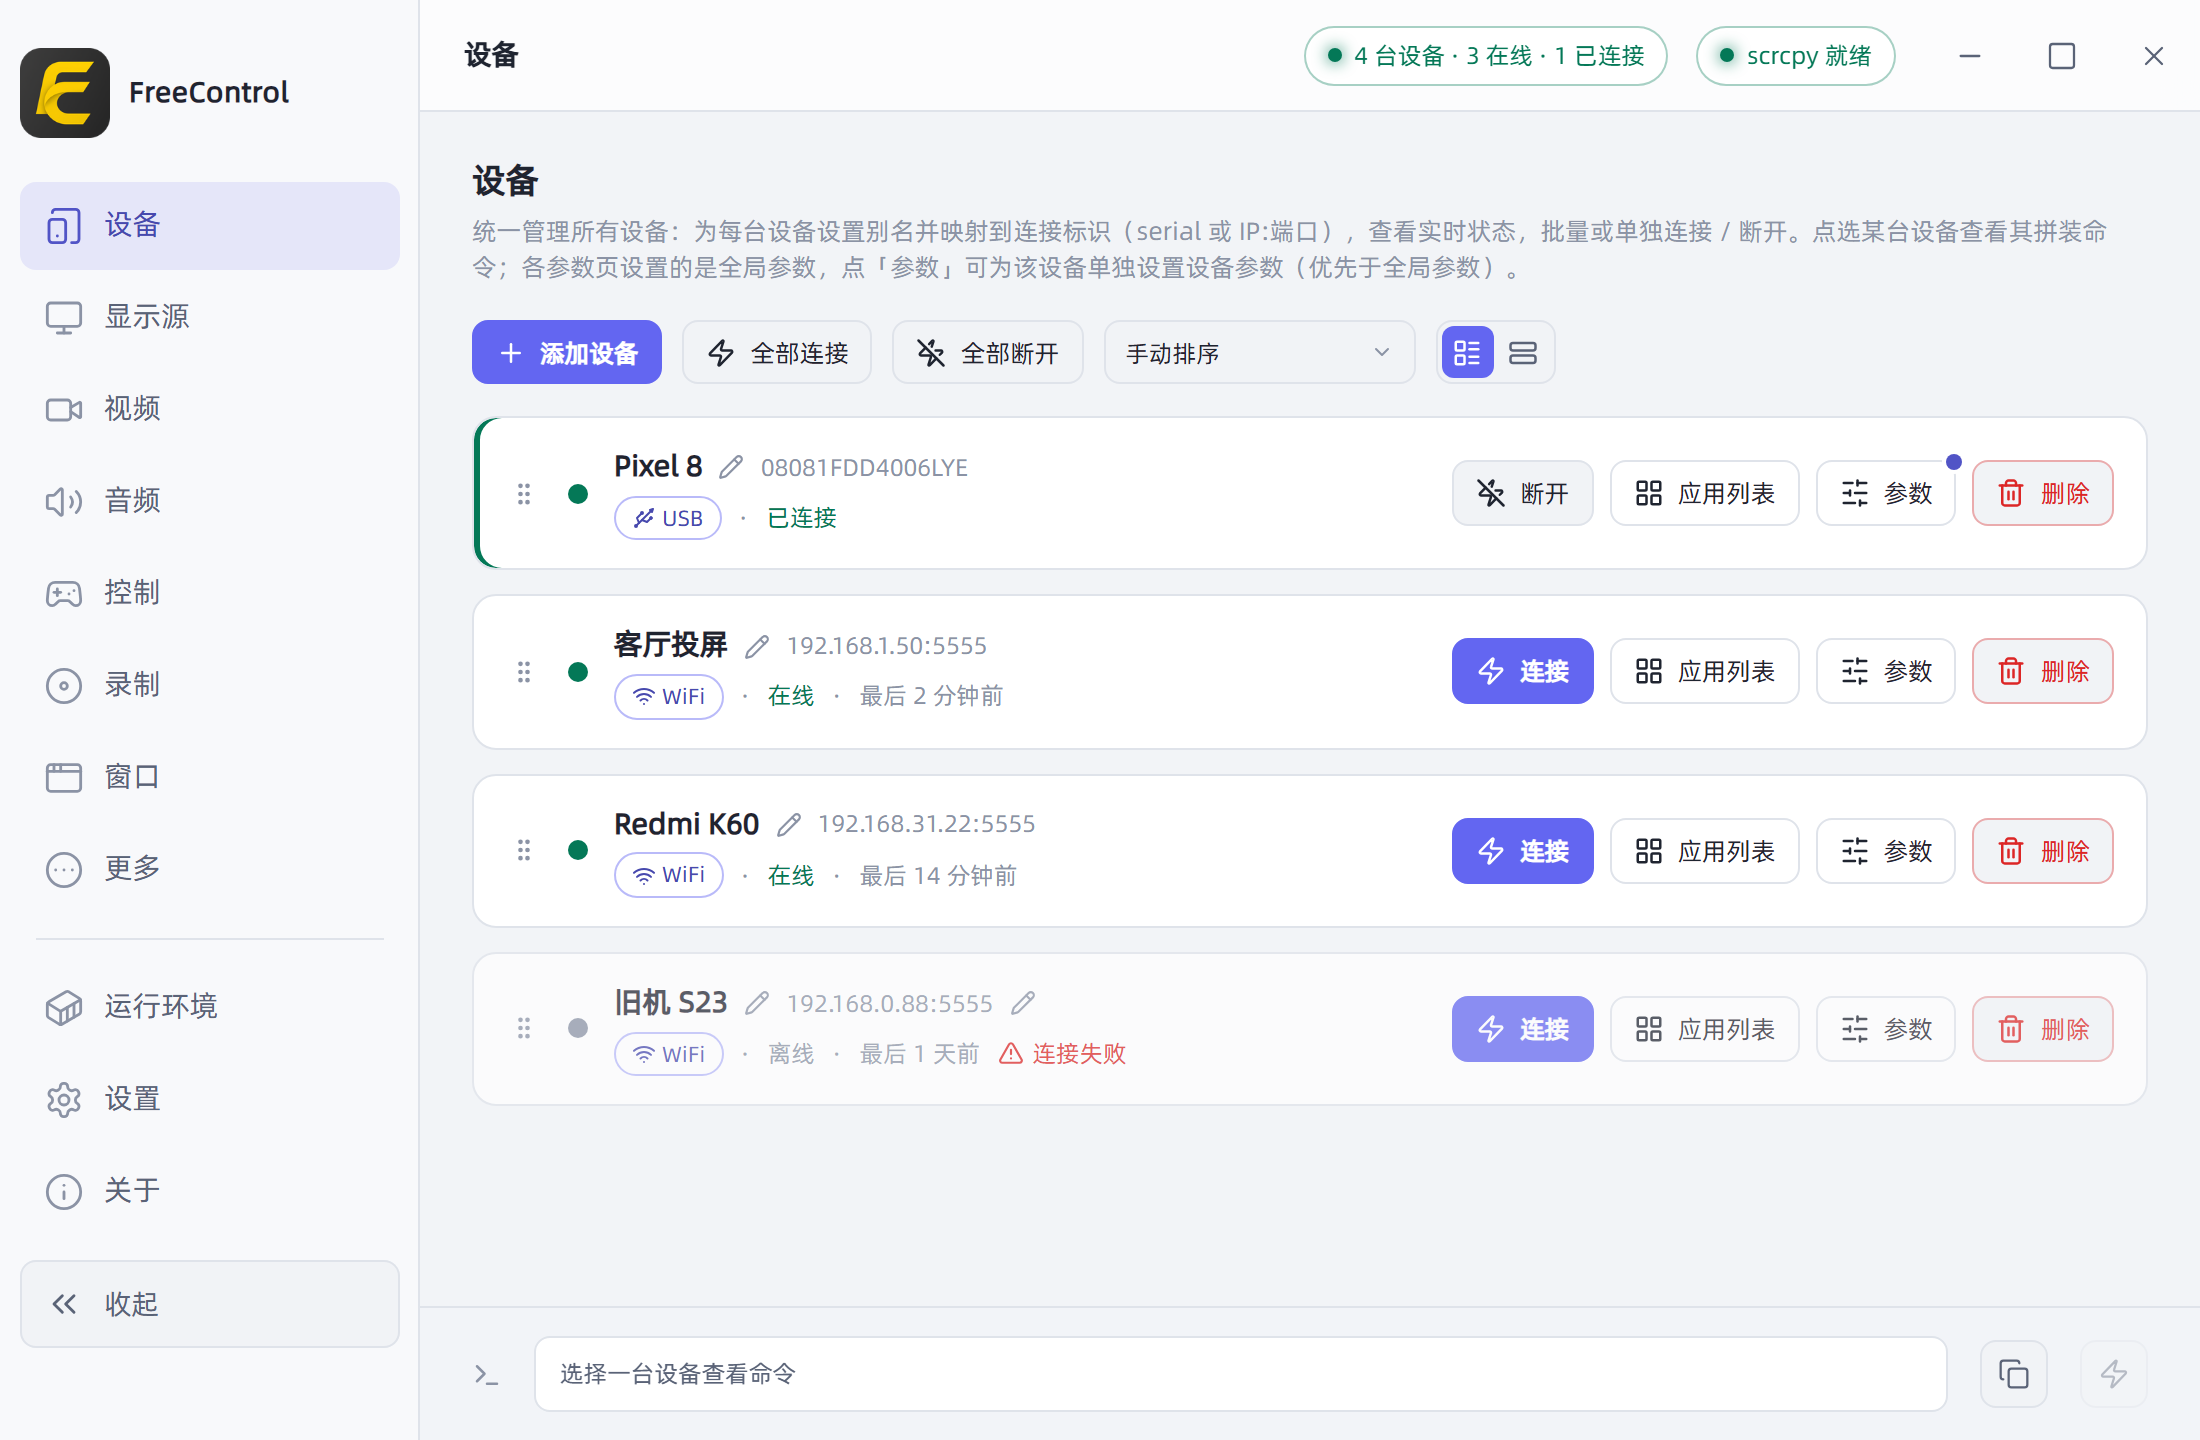 FreeControl
设备
显示源
视频
音频
控制
录制
窗口
更多
运行环境
设置
关于
收起
设备
4 台设备 · 3 在线 · 1 已连接
scrcpy 就绪
设备
统一管理所有设备：为每台设备设置别名并映射到连接标识（serial 或 IP:端口），查看实时状态，批量或单独连接 / 断开。点选某台设备查看其拼装命
令；各参数页设置的是全局参数，点「参数」可为该设备单独设置设备参数（优先于全局参数）。
添加设备
全部连接
全部断开
手动排序
Pixel 8 08081FDD4006LYE
USB · 已连接
断开 应用列表 参数 删除
客厅投屏 192.168.1.50:5555
WiFi · 在线 · 最后 2 分钟前
连接 应用列表 参数 删除
Redmi K60 192.168.31.22:5555
WiFi · 在线 · 最后 14 分钟前
连接 应用列表 参数 删除
旧机 S23 192.168.0.88:5555
WiFi · 离线 · 最后 1 天前 连接失败
连接 应用列表 参数 删除
选择一台设备查看命令